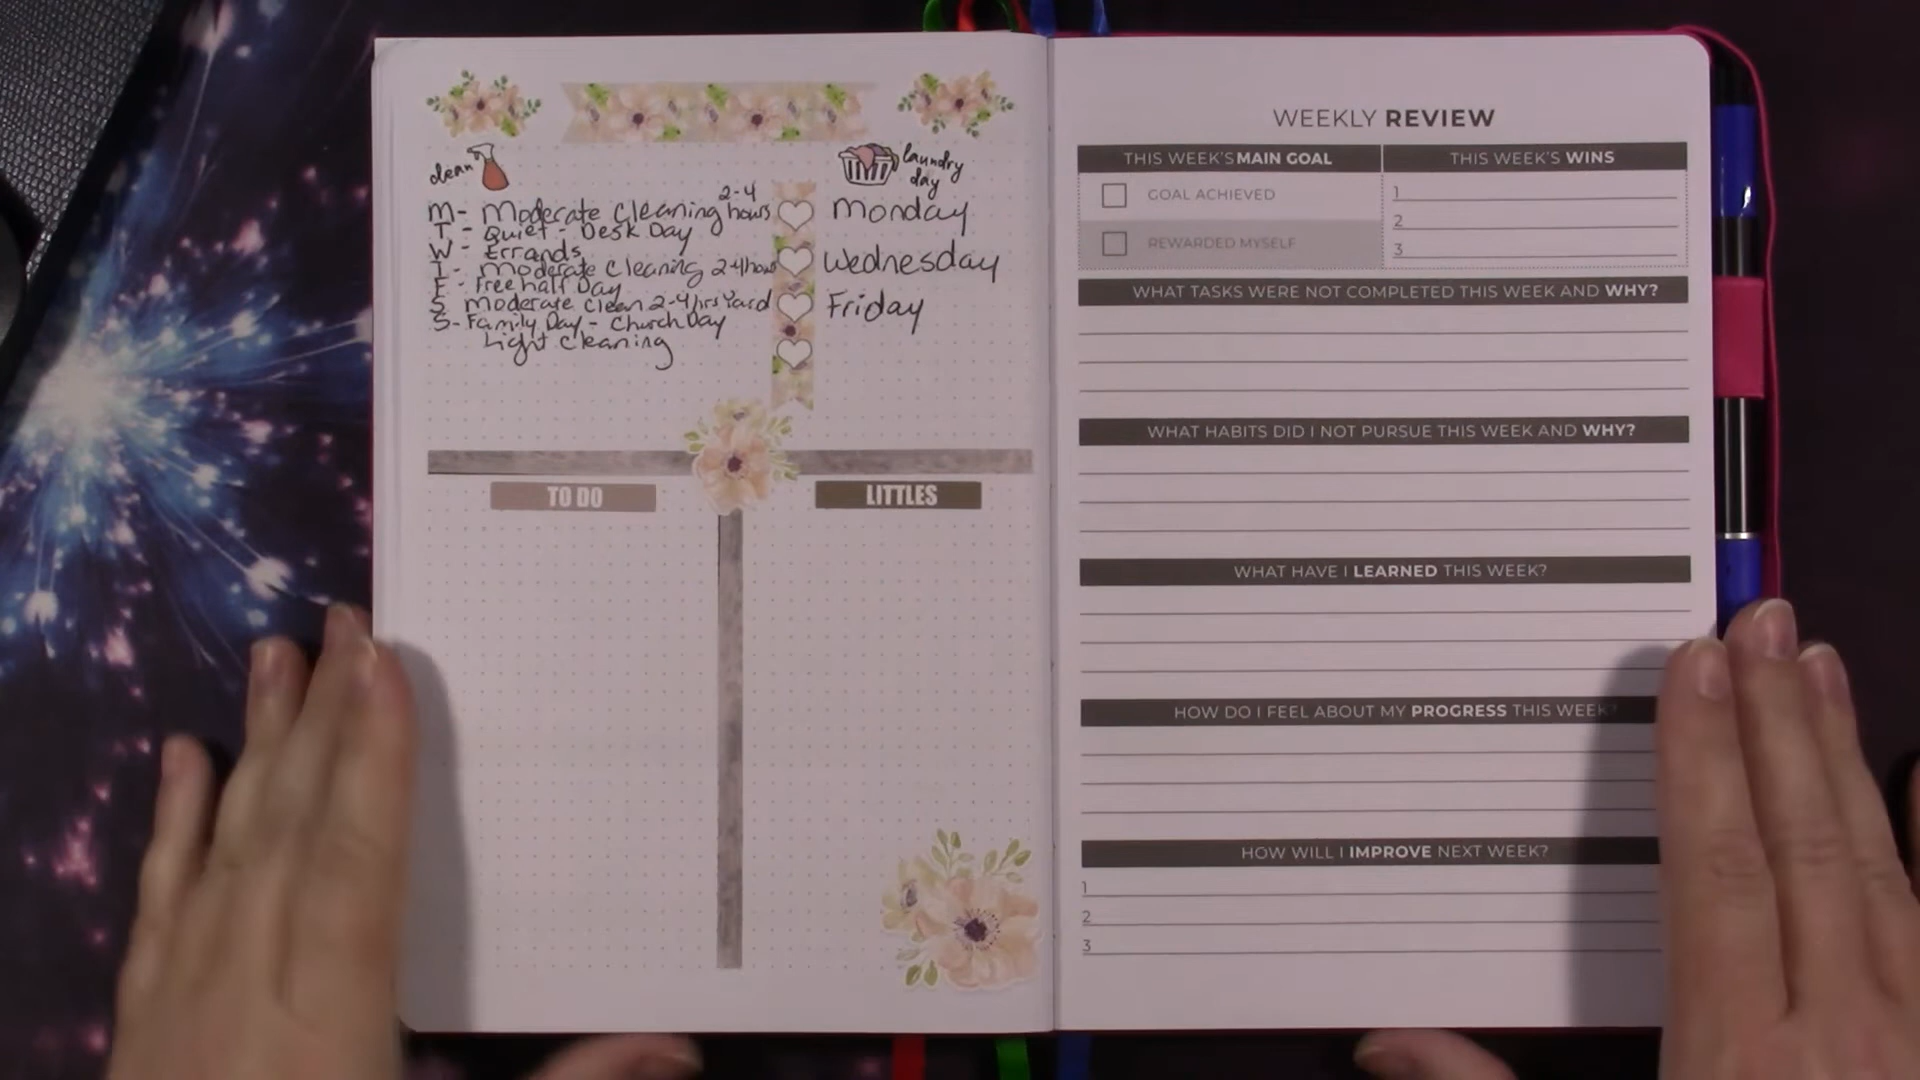 clean
2-4
M- Moderate Cleaning hours
T - Quiet - Desk Day
W - Errands
T - moderate Cleaning 2-4hours
F - Free half Day
S moderate Clean 2-4/hrs Yard
S- Family Day - Church Day
Light Cleaning
laundry
day
Monday
Wednesday
Friday
TO DO
LITTLES
WEEKLY REVIEW
THIS WEEK'S MAIN GOAL
GOAL ACHIEVED
REWARDED MYSELF
THIS WEEK'S WINS
1
2
3
WHAT TASKS WERE NOT COMPLETED THIS WEEK AND WHY?
WHAT HABITS DID I NOT PURSUE THIS WEEK AND WHY?
WHAT HAVE I LEARNED THIS WEEK?
HOW DO I FEEL ABOUT MY PROGRESS THIS WEEK?
HOW WILL I IMPROVE NEXT WEEK?
1
2
3